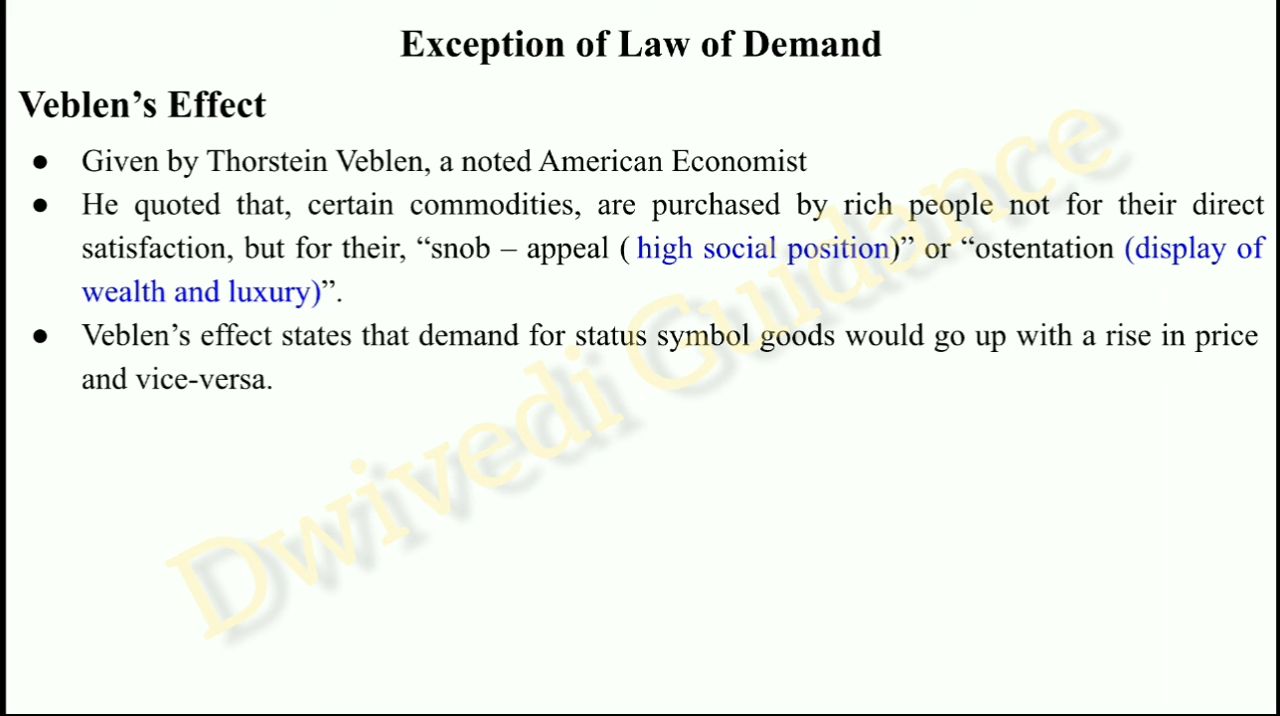 Exception of Law of Demand
Veblen’s Effect
● Given by Thorstein Veblen, a noted American Economist
● He quoted that, certain commodities, are purchased by rich people not for their direct
satisfaction, but for their, “snob – appeal ( high social position)” or “ostentation (display of
wealth and luxury)”.
● Veblen’s effect states that demand for status symbol goods would go up with a rise in price
and vice-versa.
Dwivedi Guidance